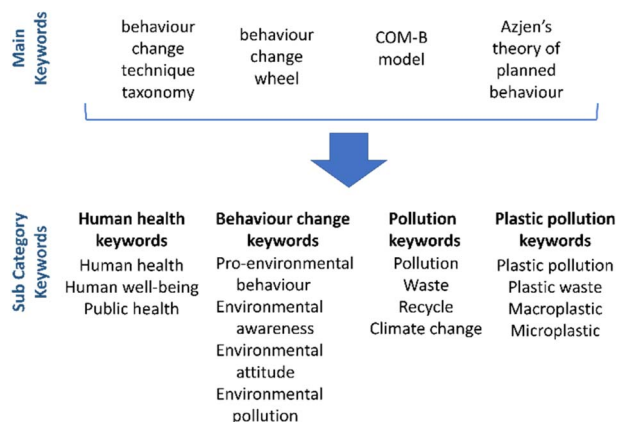 Main
Keywords
behaviour
change
technique
taxonomy
behaviour
change
wheel
COM-B
model
Azjen's
theory of
planned
behaviour
Sub Category
Keywords
Human health
keywords
Human health
Human well-being
Public health
Behaviour change
keywords
Pro-environmental
behaviour
Environmental
awareness
Environmental
attitude
Environmental
pollution
Pollution
keywords
Pollution
Waste
Recycle
Climate change
Plastic pollution
keywords
Plastic pollution
Plastic waste
Macroplastic
Microplastic